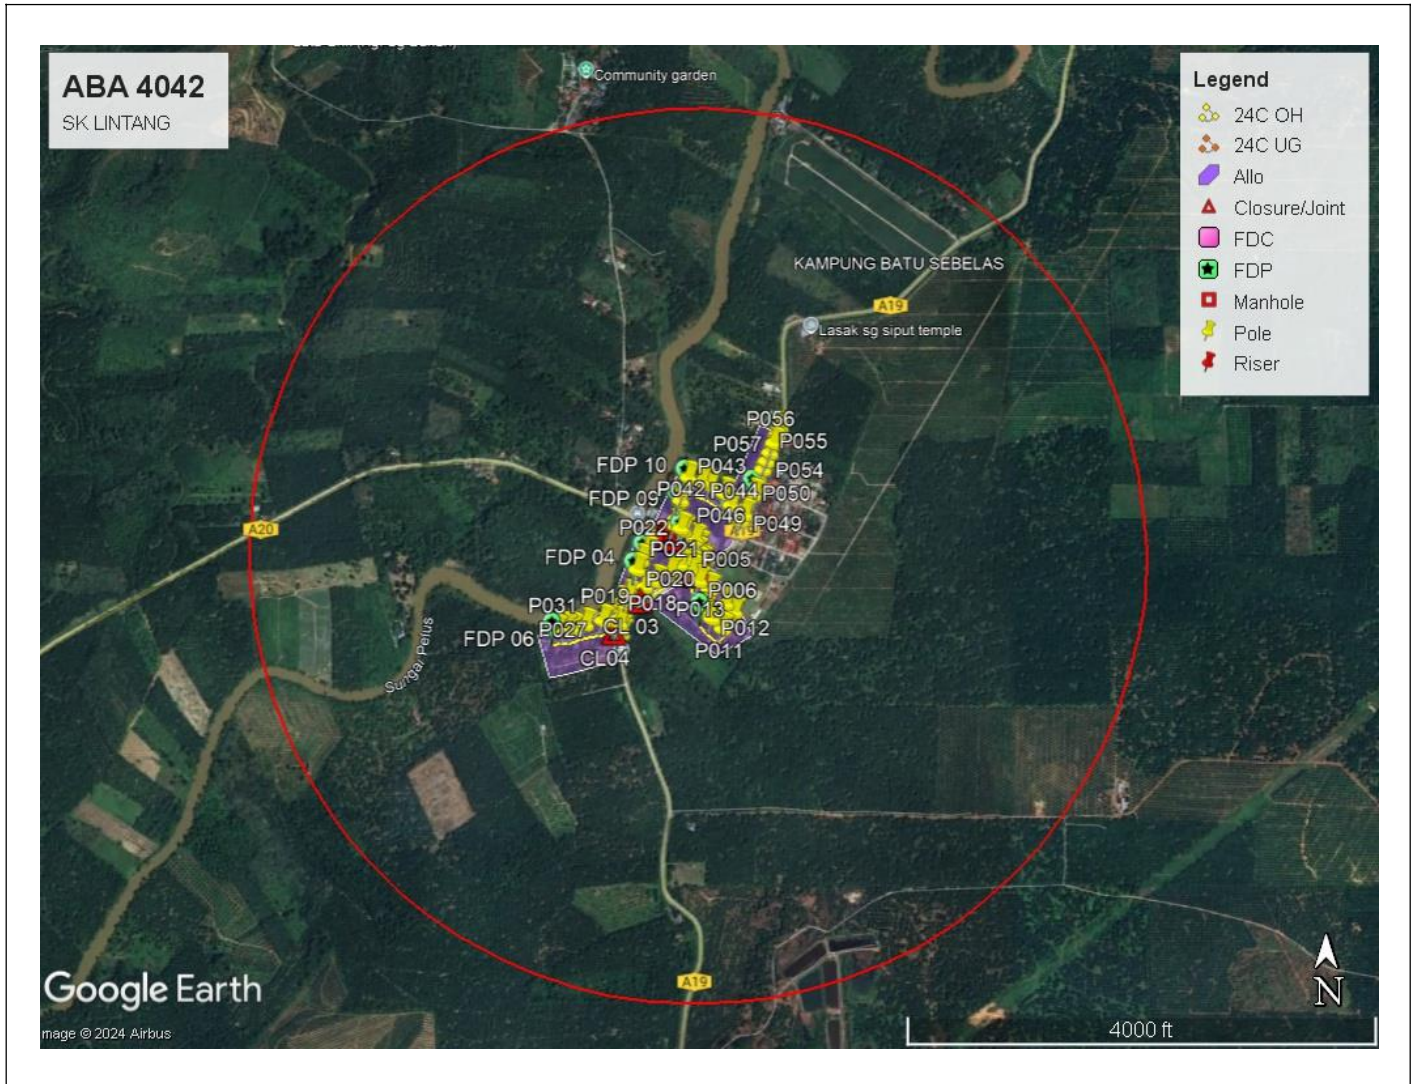 ABA 4042
SK LINTANG
Community garden
Legend
24C OH
24C UG
Allo
Closure/Joint
FDC
FDP
Manhole
Pole
Riser
KAMPUNG BATU SEBELAS
A19
Lasak sg siput temple
P056
P057
P055
FDP 10
P043
P054
P042
P044
P050
FDP 09
P046
P049
P022
A19
A20
FDP 04
P021
P005
P020
P006
P019
P018
P013
P031
P027
CL 03
P012
FDP 06
CL04
P011
Sungai Pelus
A19
Google Earth
N
mage © 2024 Airbus
4000 ft